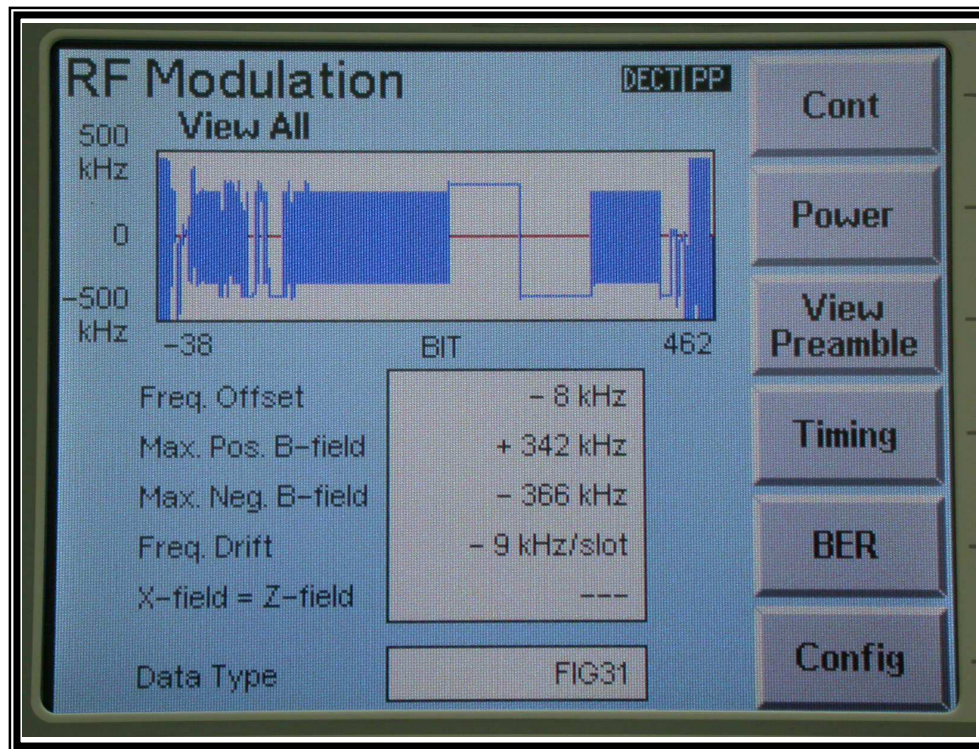 RF Modulation
DECT PP
View All
500
kHz
0
-500
kHz
-38 BIT 462
Freq. Offset - 8 kHz
Max. Pos. B-field + 342 kHz
Max. Neg. B-field - 366 kHz
Freq. Drift - 9 kHz/slot
X-field = Z-field ---
Data Type FIG31
Cont
Power
View
Preamble
Timing
BER
Config